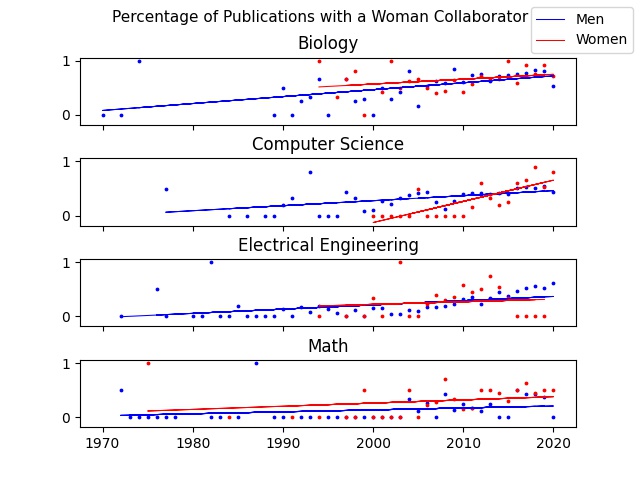 Percentage of Publications with a Woman Collaborator
Men
Women
Biology
1
0
Computer Science
1
0
Electrical Engineering
1
0
Math
1
0
1970 1980 1990 2000 2010 2020